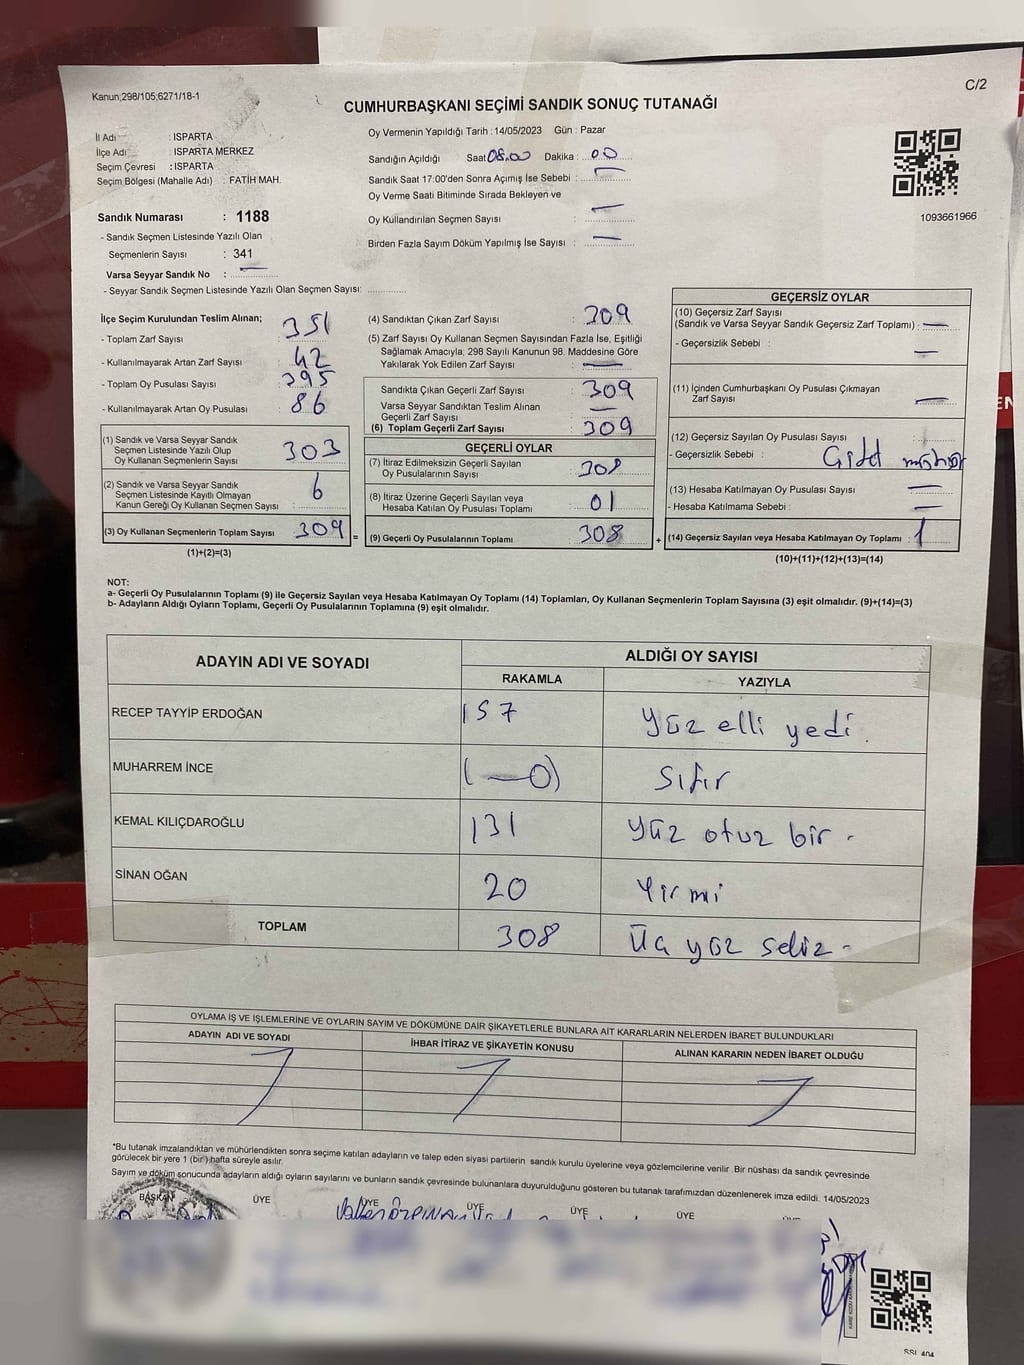 Kanun;298/105;6271/18-1
C/2
CUMHURBAŞKANI SEÇİMİ SANDIK SONUÇ TUTANAĞI
İl Adı : ISPARTA
İlçe Adı : ISPARTA MERKEZ
Seçim Çevresi : ISPARTA
Seçim Bölgesi (Mahalle Adı) : FATİH MAH.
Sandık Numarası : 1188
- Sandık Seçmen Listesinde Yazılı Olan
Seçmenlerin Sayısı : 341
Varsa Seyyar Sandık No : —
- Seyyar Sandık Seçmen Listesinde Yazılı Olan Seçmen Sayısı:
Oy Vermenin Yapıldığı Tarih : 14/05/2023 Gün : Pazar
Sandığın Açıldığı Saat 08.00 Dakika : 00
Sandık Saat 17:00'den Sonra Açımış İse Sebebi : —
Oy Verme Saati Bitiminde Sırada Bekleyen ve
Oy Kullandırılan Seçmen Sayısı : —
Birden Fazla Sayım Döküm Yapılmış İse Sayısı : —
1093661966
İlçe Seçim Kurulundan Teslim Alınan;
- Toplam Zarf Sayısı : 351
- Kullanılmayarak Artan Zarf Sayısı : 42
- Toplam Oy Pusulası Sayısı : 395
- Kullanılmayarak Artan Oy Pusulası : 86
(1) Sandık ve Varsa Seyyar Sandık
Seçmen Listesinde Yazılı Olup
Oy Kullanan Seçmenlerin Sayısı : 303
(2) Sandık ve Varsa Seyyar Sandık
Seçmen Listesinde Kayıtlı Olmayan
Kanun Gereği Oy Kullanan Seçmen Sayısı : 6
(3) Oy Kullanan Seçmenlerin Toplam Sayısı : 309 =
(1)+(2)=(3)
(4) Sandıktan Çıkan Zarf Sayısı : 309
(5) Zarf Sayısı Oy Kullanan Seçmen Sayısından Fazla İse, Eşitliği
Sağlamak Amacıyla, 298 Sayılı Kanunun 98. Maddesine Göre
Yakılarak Yok Edilen Zarf Sayısı : —
Sandıkta Çıkan Geçerli Zarf Sayısı : 309
Varsa Seyyar Sandıktan Teslim Alınan
Geçerli Zarf Sayısı : —
(6) Toplam Geçerli Zarf Sayısı : 309
GEÇERLİ OYLAR
(7) İtiraz Edilmeksizin Geçerli Sayılan
Oy Pusulalarının Sayısı : 308
(8) İtiraz Üzerine Geçerli Sayılan veya
Hesaba Katılan Oy Pusulası Toplamı : 01
(9) Geçerli Oy Pusulalarının Toplamı : 308 +
GEÇERSİZ OYLAR
(10) Geçersiz Zarf Sayısı
(Sandık ve Varsa Seyyar Sandık Geçersiz Zarf Toplamı) : —
- Geçersizlik Sebebi : —
(11) İçinden Cumhurbaşkanı Oy Pusulası Çıkmayan
Zarf Sayısı : —
(12) Geçersiz Sayılan Oy Pusulası Sayısı :
- Geçersizlik Sebebi :
(13) Hesaba Katılmayan Oy Pusulası Sayısı : —
- Hesaba Katılmama Sebebi : —
(14) Geçersiz Sayılan veya Hesaba Katılmayan Oy Toplamı : 1
(10)+(11)+(12)+(13)=(14)
NOT:
a- Geçerli Oy Pusulalarının Toplamı (9) ile Geçersiz Sayılan veya Hesaba Katılmayan Oy Toplamı (14) Toplamları, Oy Kullanan Seçmenlerin Toplam Sayısına (3) eşit olmalıdır. (9)+(14)=(3)
b- Adayların Aldığı Oyların Toplamı, Geçerli Oy Pusulalarının Toplamına (9) eşit olmalıdır.
ADAYIN ADI VE SOYADI ALDIĞI OY SAYISI
RAKAMLA YAZIYLA
RECEP TAYYİP ERDOĞAN 157 Yüz elli yedi.
MUHARREM İNCE (—0) Sıfır
KEMAL KILIÇDAROĞLU 131 Yüz otuz bir -
SİNAN OĞAN 20 Yirmi
TOPLAM 308 Üç yüz sekiz -
OYLAMA İŞ VE İŞLEMLERİNE VE OYLARIN SAYIM VE DÖKÜMÜNE DAİR ŞİKAYETLERLE BUNLARA AİT KARARLARIN NELERDEN İBARET BULUNDUKLARI
ADAYIN ADI VE SOYADI İHBAR İTİRAZ VE ŞİKAYETİN KONUSU ALINAN KARARIN NEDEN İBARET OLDUĞU
*Bu tutanak imzalandıktan ve mühürlendikten sonra seçime katılan adayların ve talep eden siyasi partilerin sandık kurulu üyelerine veya gözlemcilerine verilir. Bir nüshası da sandık çevresinde
görülecek bir yere 1 (bir) hafta süreyle asılır.
Sayım ve döküm sonucunda adayların aldığı oyların sayılarını ve bunların sandık çevresinde bulunanlara duyurulduğunu gösteren bu tutanak tarafımızdan düzenlenerek imza edildi. 14/05/2023
BAŞKAN ÜYE ÜYE ÜYE ÜYE ÜYE ÜYE